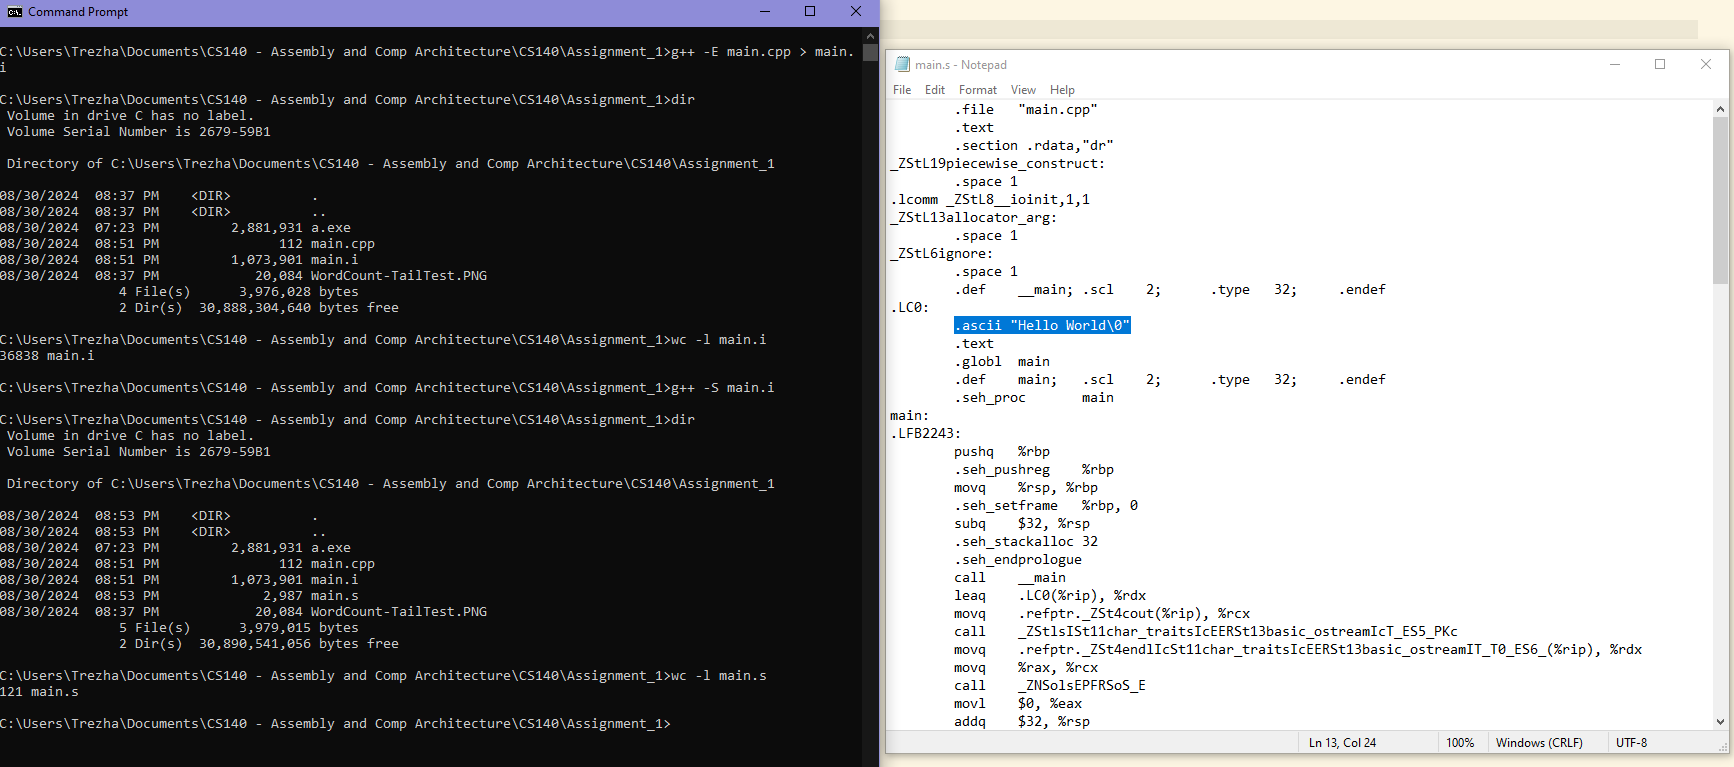 Command Prompt
C:\Users\Trezha\Documents\CS140 - Assembly and Comp Architecture\CS140\Assignment_1>g++ -E main.cpp > main.
i
C:\Users\Trezha\Documents\CS140 - Assembly and Comp Architecture\CS140\Assignment_1>dir
 Volume in drive C has no label.
 Volume Serial Number is 2679-59B1
 Directory of C:\Users\Trezha\Documents\CS140 - Assembly and Comp Architecture\CS140\Assignment_1
08/30/2024  08:37 PM    <DIR>          .
08/30/2024  08:37 PM    <DIR>          ..
08/30/2024  07:23 PM         2,881,931 a.exe
08/30/2024  08:51 PM               112 main.cpp
08/30/2024  08:51 PM         1,073,901 main.i
08/30/2024  08:37 PM            20,084 WordCount-TailTest.PNG
               4 File(s)      3,976,028 bytes
               2 Dir(s)  30,888,304,640 bytes free
C:\Users\Trezha\Documents\CS140 - Assembly and Comp Architecture\CS140\Assignment_1>wc -l main.i
36838 main.i
C:\Users\Trezha\Documents\CS140 - Assembly and Comp Architecture\CS140\Assignment_1>g++ -S main.i
C:\Users\Trezha\Documents\CS140 - Assembly and Comp Architecture\CS140\Assignment_1>dir
 Volume in drive C has no label.
 Volume Serial Number is 2679-59B1
 Directory of C:\Users\Trezha\Documents\CS140 - Assembly and Comp Architecture\CS140\Assignment_1
08/30/2024  08:53 PM    <DIR>          .
08/30/2024  08:53 PM    <DIR>          ..
08/30/2024  07:23 PM         2,881,931 a.exe
08/30/2024  08:51 PM               112 main.cpp
08/30/2024  08:51 PM         1,073,901 main.i
08/30/2024  08:53 PM             2,987 main.s
08/30/2024  08:37 PM            20,084 WordCount-TailTest.PNG
               5 File(s)      3,979,015 bytes
               2 Dir(s)  30,890,541,056 bytes free
C:\Users\Trezha\Documents\CS140 - Assembly and Comp Architecture\CS140\Assignment_1>wc -l main.s
121 main.s
C:\Users\Trezha\Documents\CS140 - Assembly and Comp Architecture\CS140\Assignment_1>
main.s - Notepad
File Edit Format View Help
        .file   "main.cpp"
        .text
        .section .rdata,"dr"
_ZStL19piecewise_construct:
        .space 1
.lcomm _ZStL8__ioinit,1,1
_ZStL13allocator_arg:
        .space 1
_ZStL6ignore:
        .space 1
        .def    __main; .scl    2;      .type   32;     .endef
.LC0:
        .ascii "Hello World\0"
        .text
        .globl  main
        .def    main;   .scl    2;      .type   32;     .endef
        .seh_proc       main
main:
.LFB2243:
        pushq   %rbp
        .seh_pushreg    %rbp
        movq    %rsp, %rbp
        .seh_setframe   %rbp, 0
        subq    $32, %rsp
        .seh_stackalloc 32
        .seh_endprologue
        call    __main
        leaq    .LC0(%rip), %rdx
        movq    .refptr._ZSt4cout(%rip), %rcx
        call    _ZStlsISt11char_traitsIcEERSt13basic_ostreamIcT_ES5_PKc
        movq    .refptr._ZSt4endlIcSt11char_traitsIcEERSt13basic_ostreamIT_T0_ES6_(%rip), %rdx
        movq    %rax, %rcx
        call    _ZNSolsEPFRSoS_E
        movl    $0, %eax
        addq    $32, %rsp
Ln 13, Col 24 100% Windows (CRLF) UTF-8